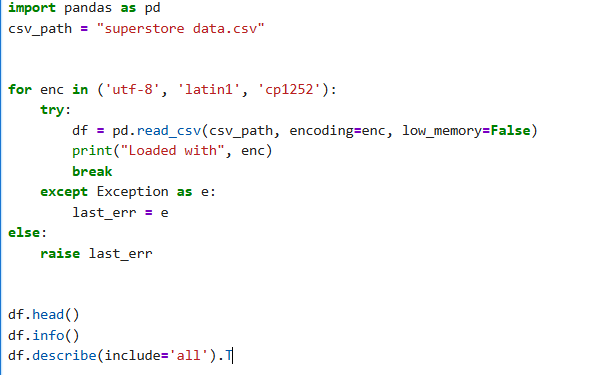 import pandas as pd
csv_path = "superstore data.csv"
for enc in ('utf-8', 'latin1', 'cp1252'):
    try:
        df = pd.read_csv(csv_path, encoding=enc, low_memory=False)
        print("Loaded with", enc)
        break
    except Exception as e:
        last_err = e
else:
    raise last_err
df.head()
df.info()
df.describe(include='all').T